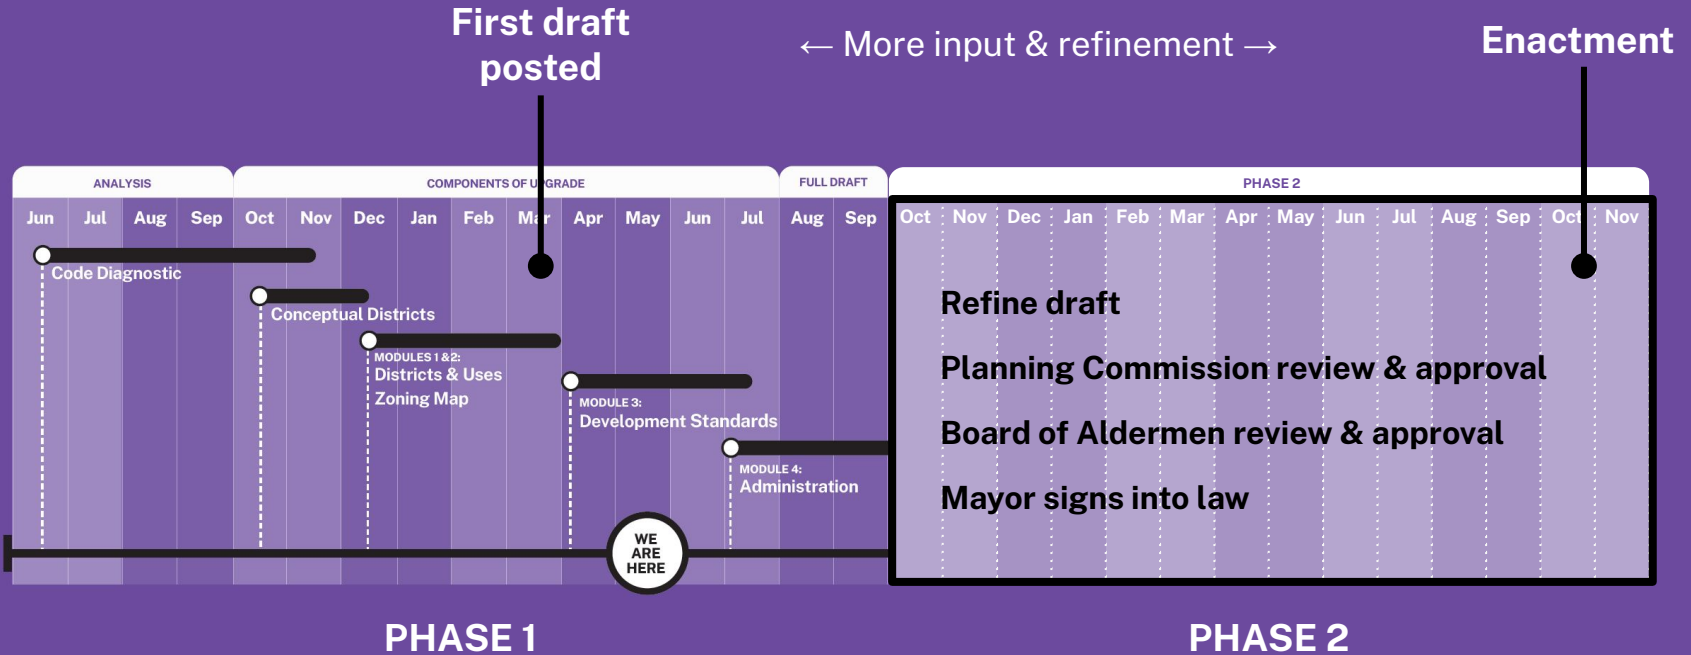 First draft
posted
← More input & refinement →
Enactment
ANALYSIS
COMPONENTS OF UPGRADE
FULL DRAFT
PHASE 2
Jun Jul Aug Sep Oct Nov Dec Jan Feb Mar Apr May Jun Jul Aug Sep Oct Nov Dec Jan Feb Mar Apr May Jun Jul Aug Sep Oct Nov
Code Diagnostic
Conceptual Districts
MODULES 1 &2:
Districts & Uses
Zoning Map
MODULE 3:
Development Standards
MODULE 4:
Administration
WE
ARE
HERE
Refine draft
Planning Commission review & approval
Board of Aldermen review & approval
Mayor signs into law
PHASE 1
PHASE 2